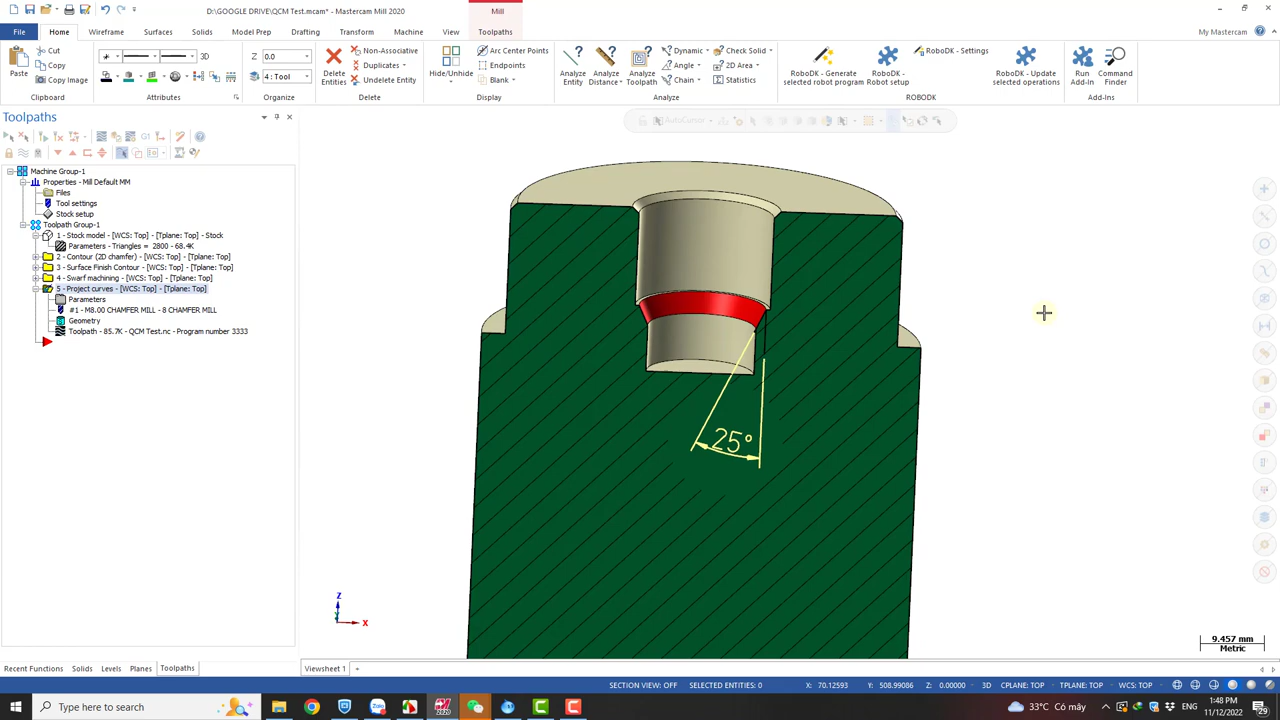 D:\GOOGLE DRIVE\QCM Test.mcam* - Mastercam Mill 2020
Mill
File
Home
Wireframe
Surfaces
Solids
Model Prep
Drafting
Transform
Machine
View
Toolpaths
My Mastercam
Paste
Cut
Copy
Copy Image
Clipboard
3D
Attributes
Z 0.0
4 : Tool
Organize
Delete Entities
Non-Associative
Duplicates
Undelete Entity
Delete
Hide/Unhide
Arc Center Points
Endpoints
Blank
Display
Analyze Entity
Analyze Distance
Analyze Toolpath
Dynamic
Angle
Chain
Check Solid
2D Area
Statistics
Analyze
RoboDK - Generate selected robot program
RoboDK - Robot setup
RoboDK - Settings
RoboDK - Update selected operations
ROBODK
Run Add-in
Command Finder
Add-Ins
AutoCursor
Toolpaths
G1
Machine Group-1
Properties - Mill Default MM
Files
Tool settings
Stock setup
Toolpath Group-1
1 - Stock model - [WCS: Top] - [Tplane: Top] - Stock
Parameters - Triangles = 2800 - 68.4K
2 - Contour (2D chamfer) - [WCS: Top] - [Tplane: Top]
3 - Surface Finish Contour - [WCS: Top] - [Tplane: Top]
4 - Swarf machining - [WCS: Top] - [Tplane: Top]
5 - Project curves - [WCS: Top] - [Tplane: Top]
Parameters
#1 - M8.00 CHAMFER MILL - 8 CHAMFER MILL
Geometry
Toolpath - 85.7K - QCM Test.nc - Program number 3333
25°
Z
Y
X
9.457 mm
Metric
Recent Functions
Solids
Levels
Planes
Toolpaths
Viewsheet 1
+
SECTION VIEW: OFF
SELECTED ENTITIES: 0
X: 70.12593
Y: 508.99086
Z: 0.00000
3D
CPLANE: TOP
TPLANE: TOP
WCS: TOP
Type here to search
Zalo
2020
33°C Có mây
1:48 PM
11/12/2022
29